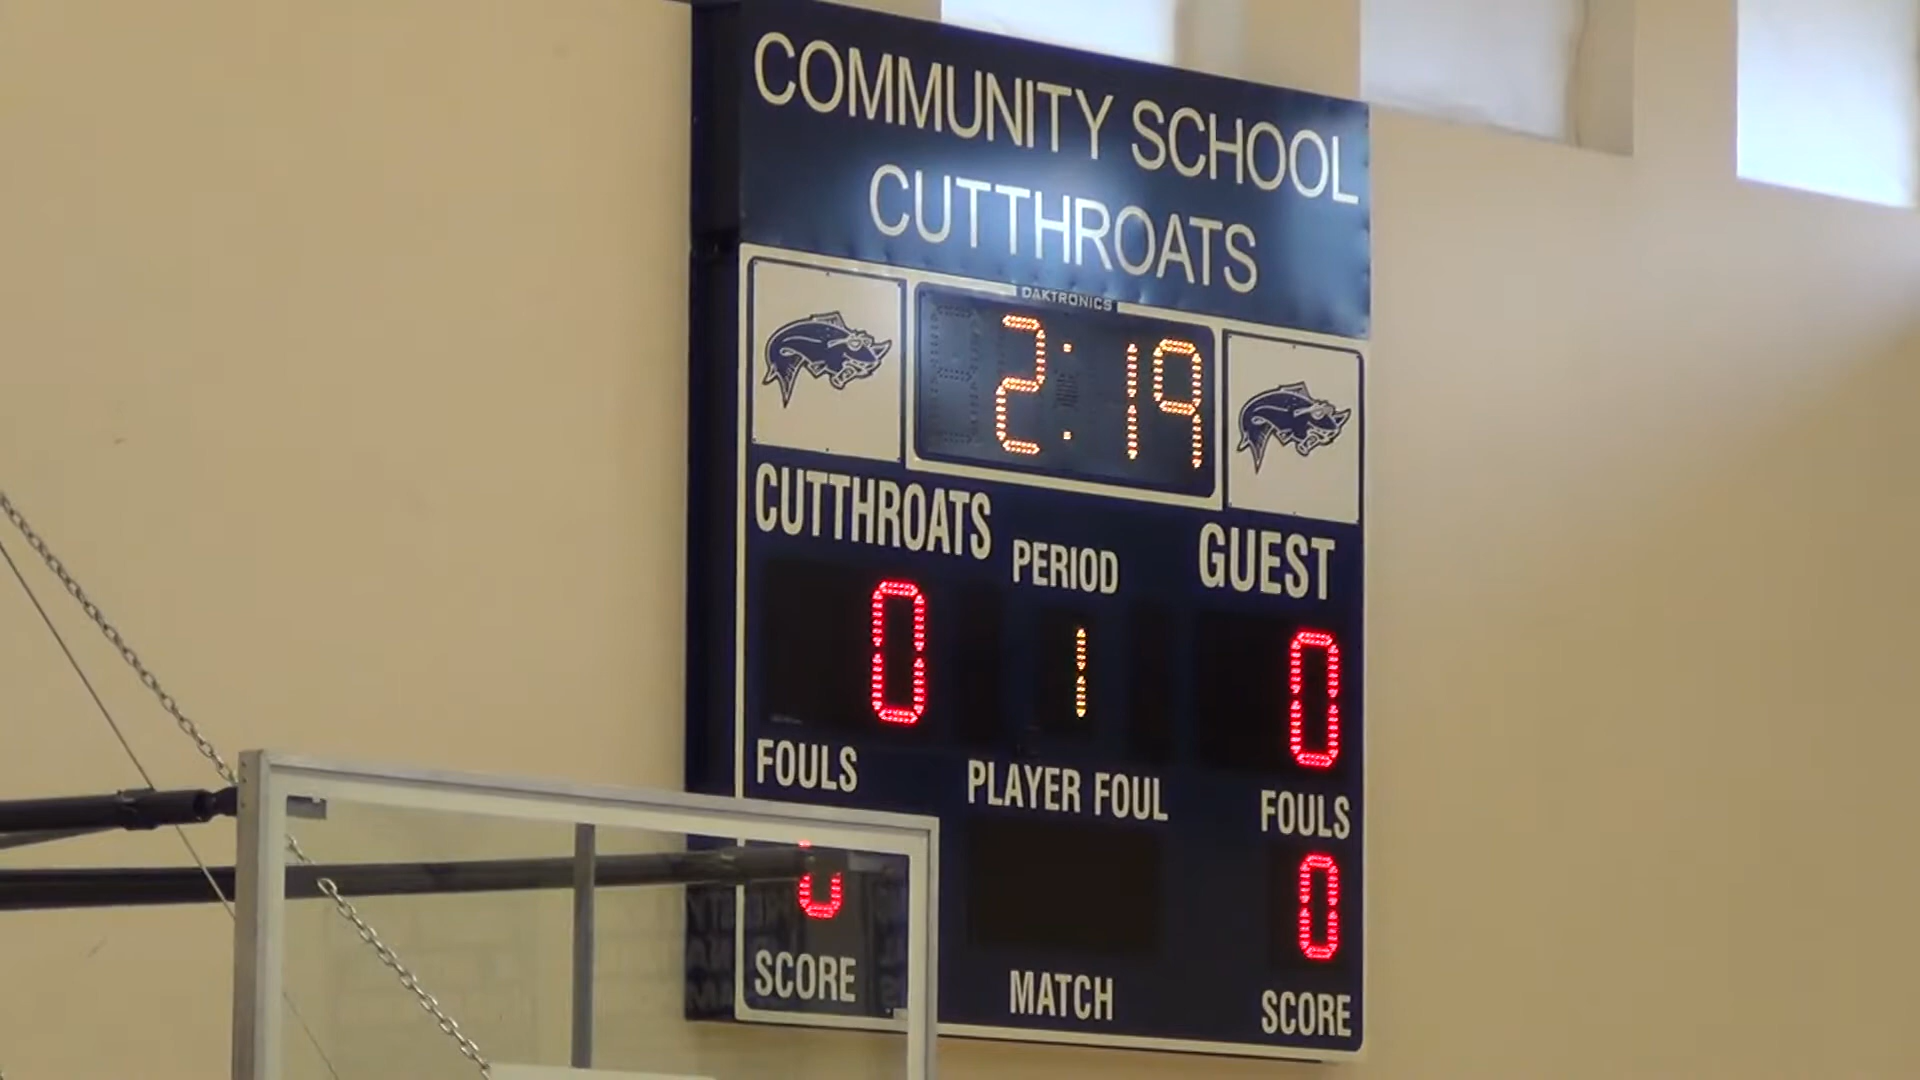 COMMUNITY SCHOOL
CUTTHROATS
DAKTRONICS
2:19
CUTTHROATS
PERIOD
GUEST
0
1
0
FOULS
PLAYER FOUL
FOULS
0
SCORE
MATCH
SCORE